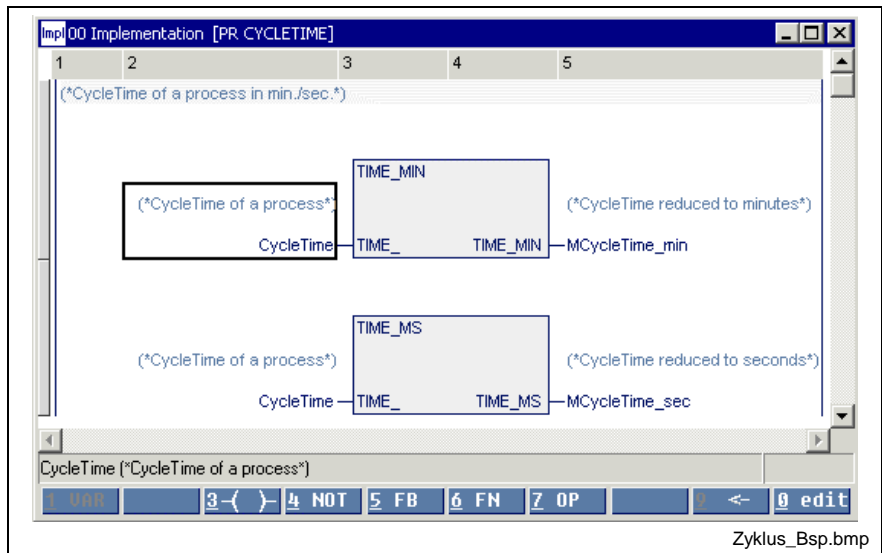 Impl 00 Implementation [PR CYCLETIME]
1 2 3 4 5
(*CycleTime of a process in min./sec.*)
TIME_MIN
(*CycleTime of a process*) (*CycleTime reduced to minutes*)
CycleTime TIME_ TIME_MIN MCycleTime_min
TIME_MS
(*CycleTime of a process*) (*CycleTime reduced to seconds*)
CycleTime TIME_ TIME_MS MCycleTime_sec
CycleTime (*CycleTime of a process*)
1 VAR 3-( )- 4 NOT 5 FB 6 FN 7 OP 9 <- 0 edit
Zyklus_Bsp.bmp